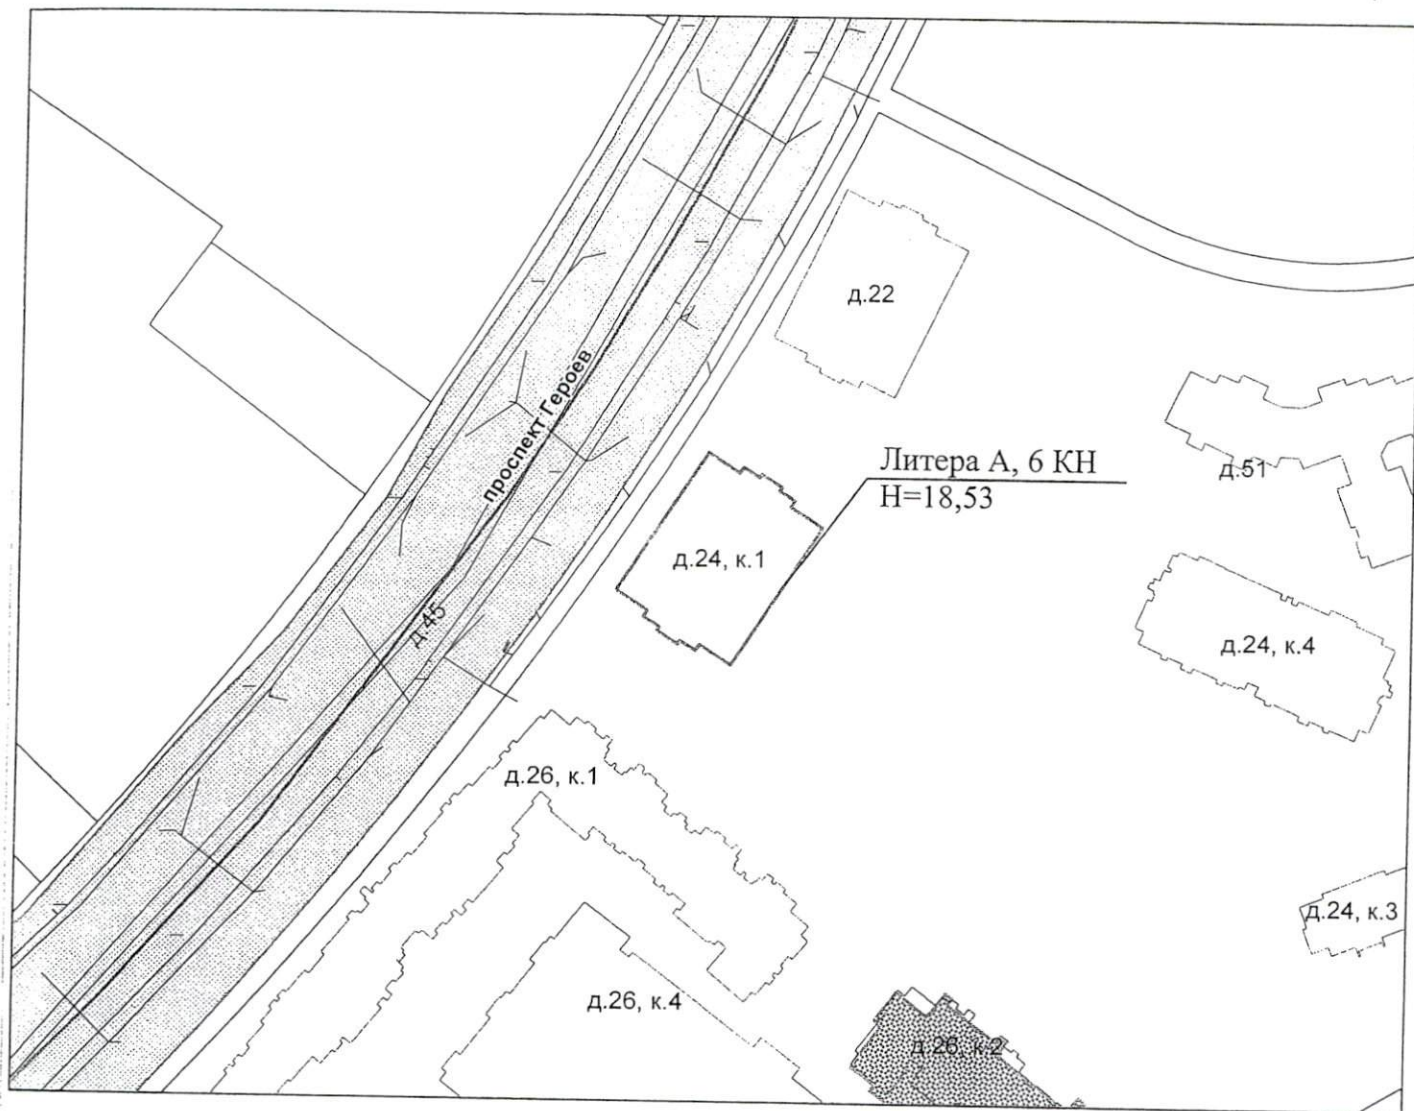 д.22
проспект Героев
Литера А, 6 КН
Н=18,53
д.51
д.24, к.1
д.45
д.24, к.4
д.26, к.1
д.24, к.3
д.26, к.4
д.26, к.2